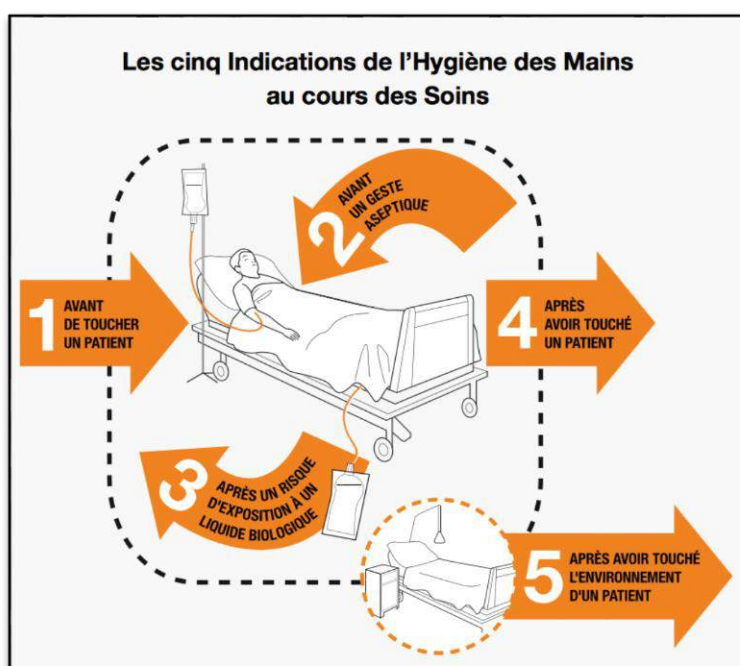 Les cinq Indications de l'Hygiène des Mains
au cours des Soins
1
AVANT
DE TOUCHER
UN PATIENT
2
AVANT
UN GESTE
ASEPTIQUE
3
APRÈS UN RISQUE
D'EXPOSITION À UN
LIQUIDE BIOLOGIQUE
4
APRÈS
AVOIR TOUCHÉ
UN PATIENT
5
APRÈS AVOIR TOUCHÉ
L'ENVIRONNEMENT
D'UN PATIENT